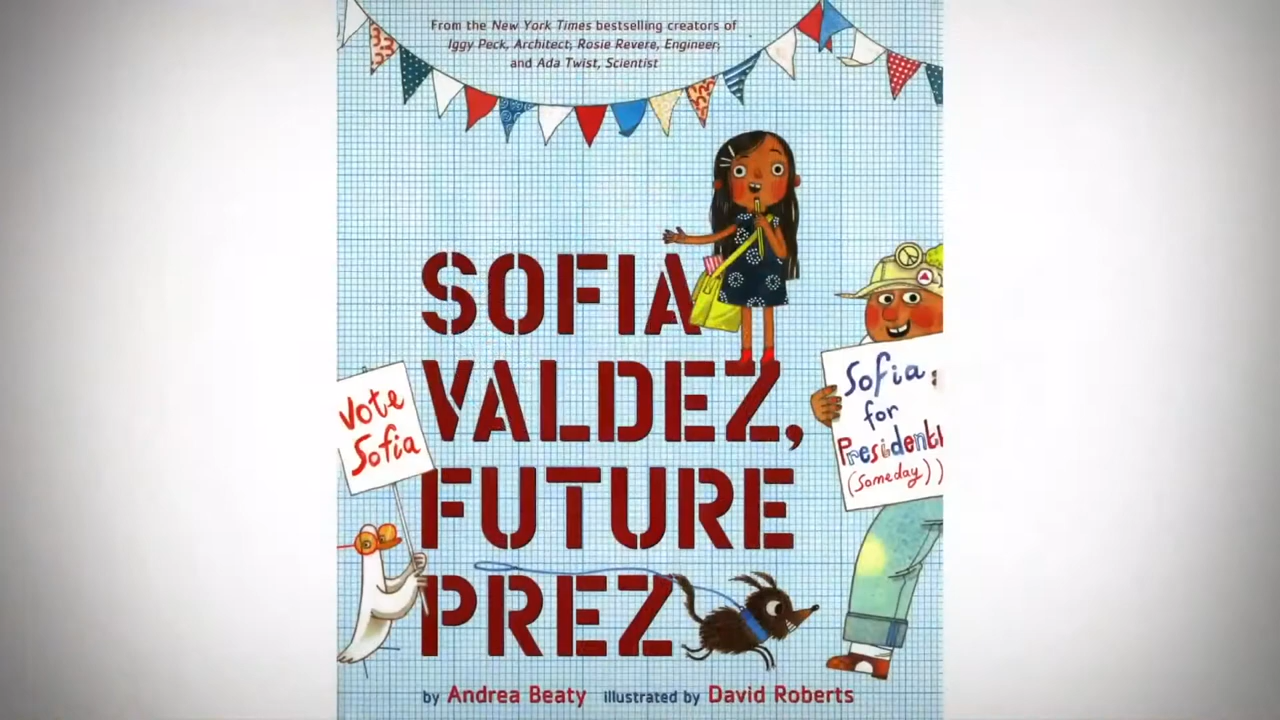 From the New York Times bestselling creators of
Iggy Peck, Architect; Rosie Revere, Engineer;
and Ada Twist, Scientist
SOFIA
VALDEZ,
FUTURE
PREZ
Vote
Sofia
Sofia
for
President
(Someday)
by Andrea Beaty illustrated by David Roberts